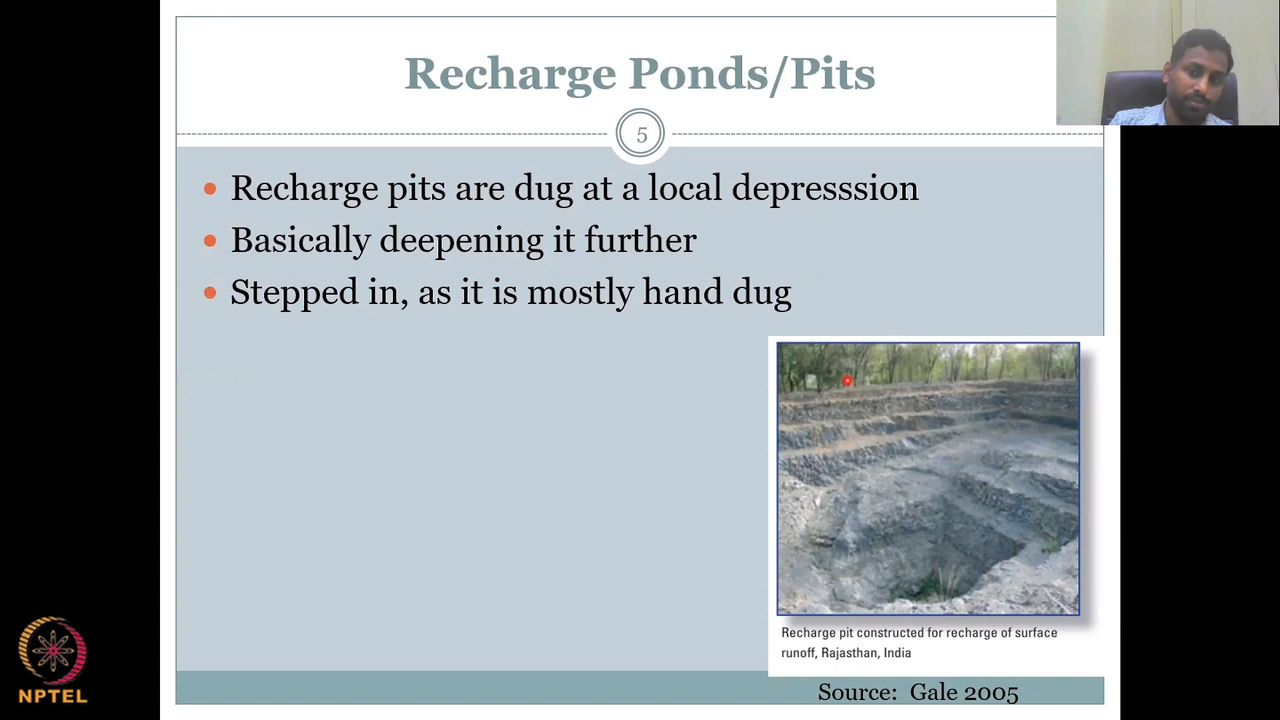 Recharge Ponds/Pits
5
Recharge pits are dug at a local depresssion
Basically deepening it further
Stepped in, as it is mostly hand dug
Recharge pit constructed for recharge of surface
runoff, Rajasthan, India
Source: Gale 2005
NPTEL